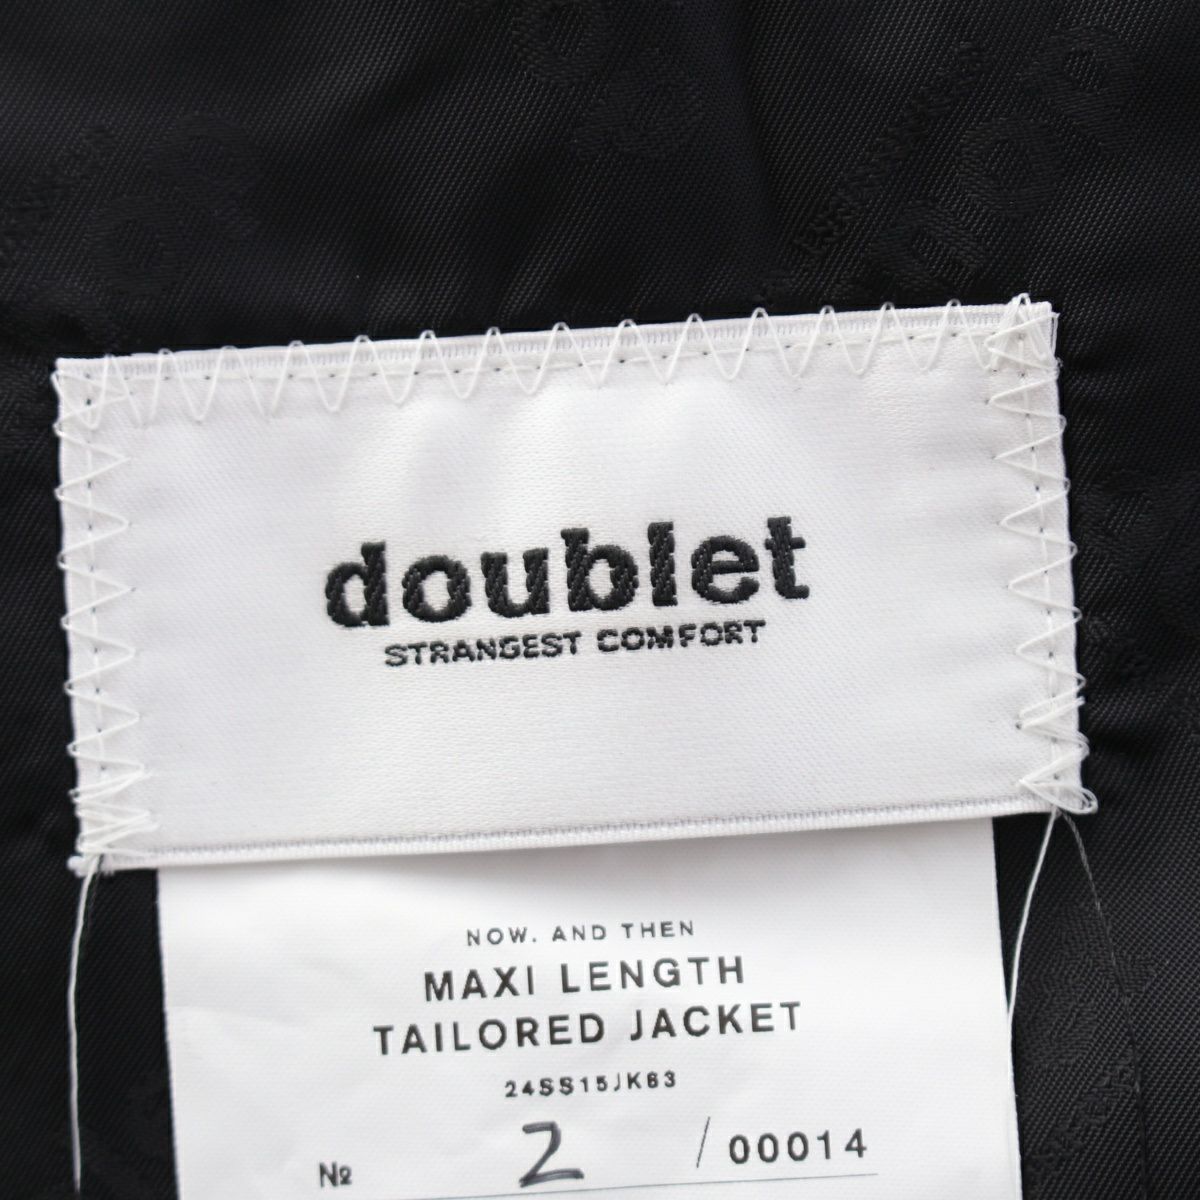 doublet
STRANGEST COMFORT
NOW. AND THEN
MAXI LENGTH
TAILORED JACKET
24SS15JK63
№ 2 / 00014